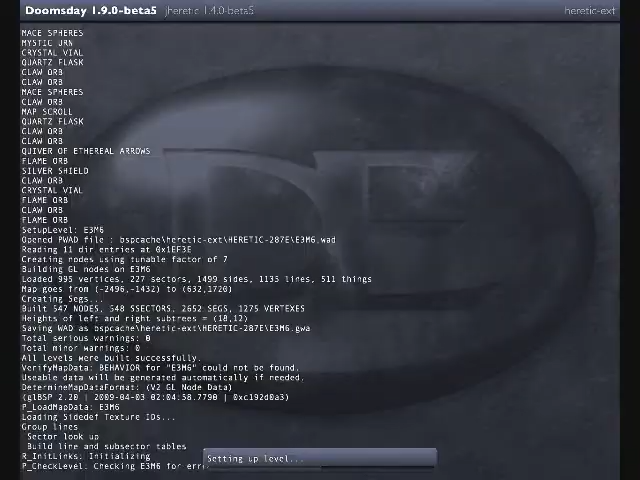 Doomsday 1.9.0-beta5 jheretic 1.4.0-beta5 heretic-ext
MACE SPHERES
MYSTIC URN
CRYSTAL VIAL
QUARTZ FLASK
CLAW ORB
CLAW ORB
MACE SPHERES
CLAW ORB
MAP SCROLL
QUARTZ FLASK
CLAW ORB
CLAW ORB
QUIVER OF ETHEREAL ARROWS
FLAME ORB
SILVER SHIELD
CLAW ORB
CRYSTAL VIAL
FLAME ORB
CLAW ORB
FLAME ORB
SetupLevel: E3M6
Opened PWAD file : bspcache\heretic-ext\HERETIC-287E\E3M6.wad
Reading 11 dir entries at 0x1EF3E
Creating nodes using tunable factor of 7
Building GL nodes on E3M6
Loaded 995 vertices, 227 sectors, 1499 sides, 1135 lines, 511 things
Map goes from (-2496,-1432) to (632,1720)
Creating Segs...
Built 547 NODES, 548 SSECTORS, 2652 SEGS, 1275 VERTEXES
Heights of left and right subtrees = (18,12)
Saving WAD as bspcache\heretic-ext\HERETIC-287E\E3M6.gwa
Total serious warnings: 0
Total minor warnings: 0
All levels were built successfully.
VerifyMapData: BEHAVIOR for "E3M6" could not be found.
Useable data will be generated automatically if needed.
DetermineMapDataFormat: (V2 GL Node Data)
(glBSP 2.20 | 2009-04-03 02:04:58.7790 | 0xc192d0a3)
P_LoadMapData: E3M6
Loading Sidedef Texture IDs...
Group lines
Sector look up
Build line and subsector tables
R_InitLinks: Initializing
P_CheckLevel: Checking E3M6 for err
Setting up level...